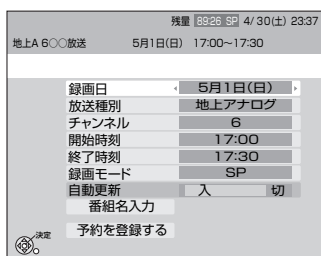 残量 89:26 SP 4/30(土) 23:37
地上A 6〇〇放送 5月1日(日) 17:00〜17:30
録画日 5月1日(日)
放送種別 地上アナログ
チャンネル 6
開始時刻 17:00
終了時刻 17:30
録画モード SP
自動更新 入 切
番組名入力
予約を登録する
決定